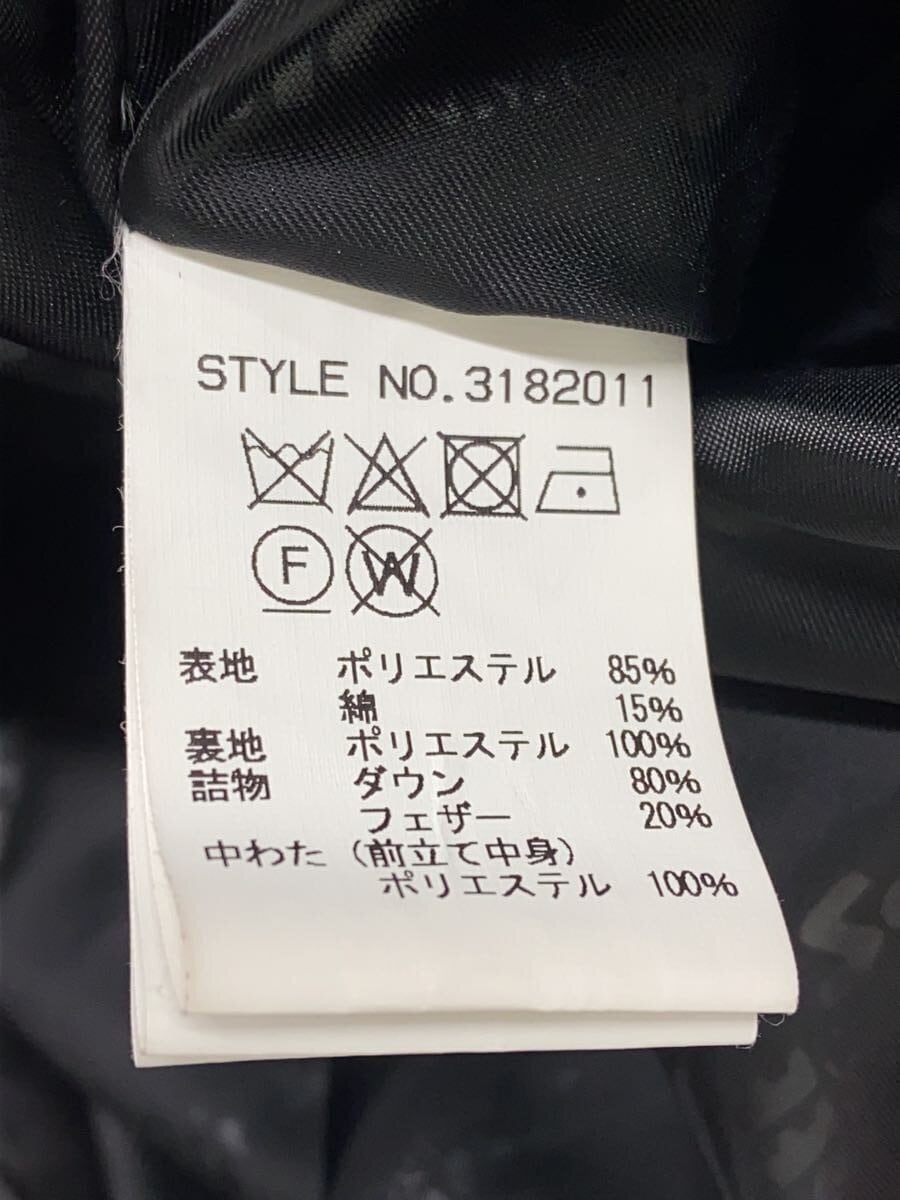 STYLE NO.3182011
F W
表地 ポリエステル 85%
綿 15%
裏地 ポリエステル 100%
詰物 ダウン 80%
フェザー 20%
中わた (前立て中身)
ポリエステル 100%